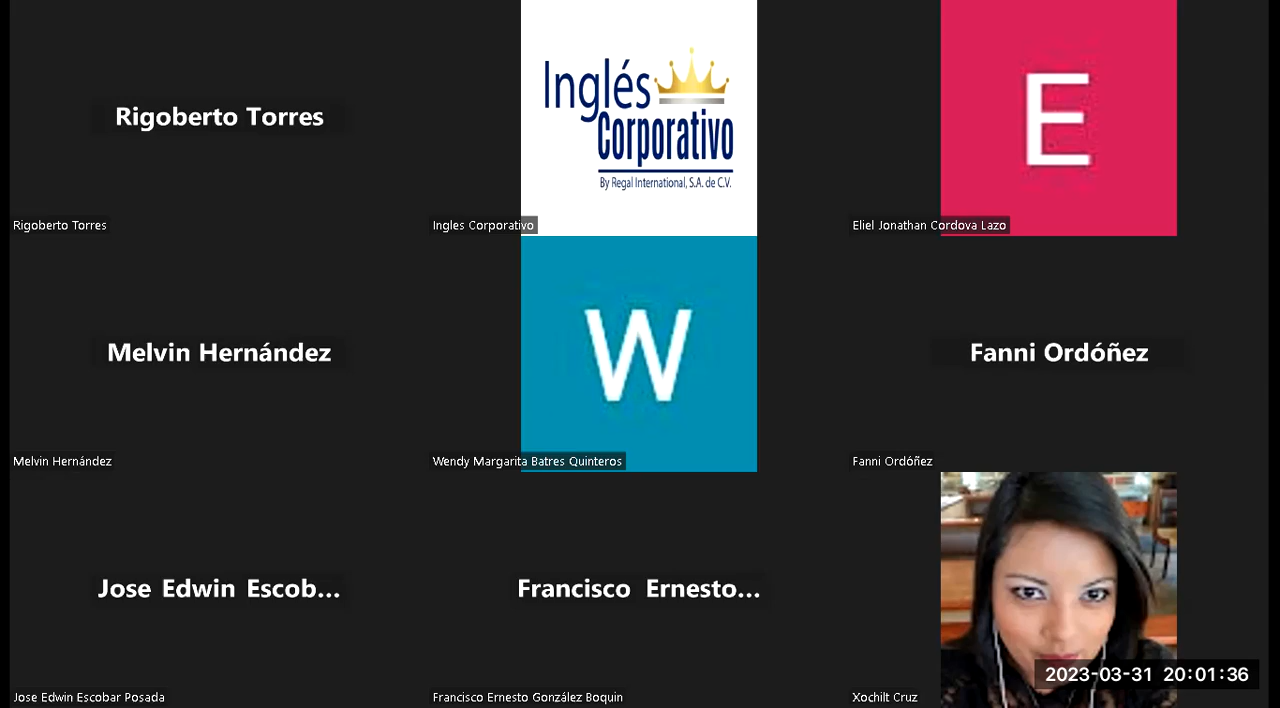 Rigoberto Torres
Rigoberto Torres
Inglés
Corporativo
By Regal International, S.A. de C.V.
Ingles Corporativo
E
Eliel Jonathan Cordova Lazo
Melvin Hernández
Melvin Hernández
W
Wendy Margarita Batres Quinteros
Fanni Ordóñez
Fanni Ordóñez
Jose Edwin Escob...
Jose Edwin Escobar Posada
Francisco Ernesto...
Francisco Ernesto González Boquin
2023-03-31 20:01:36
Xochilt Cruz